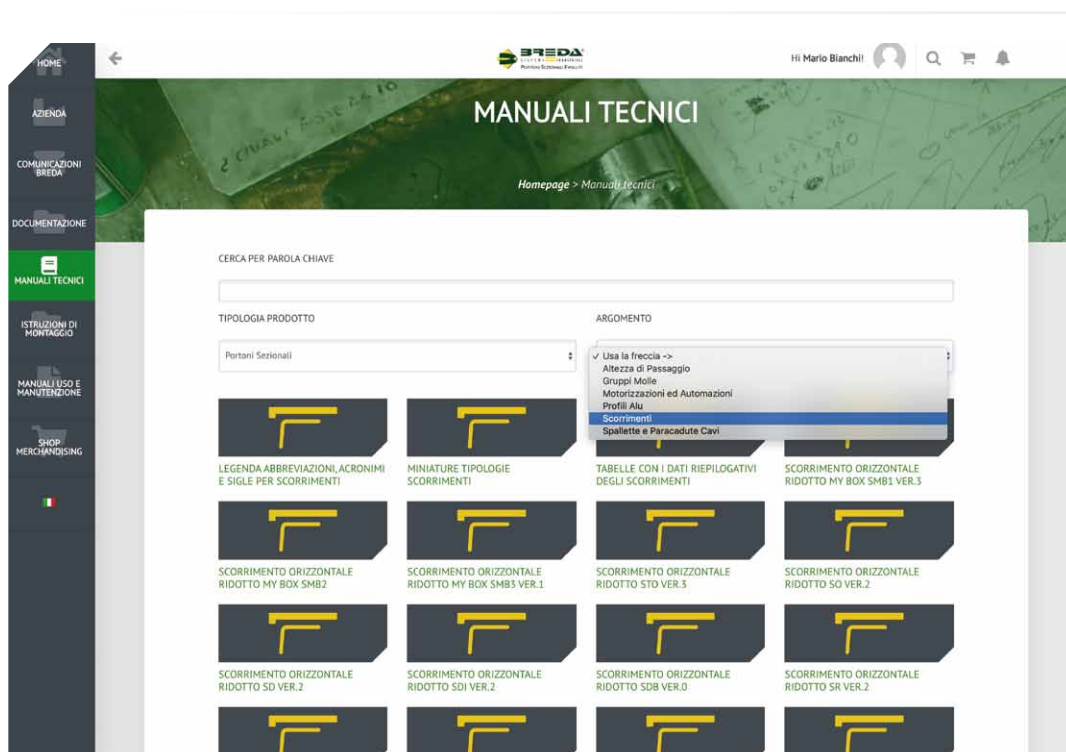 HOME
AZIENDA
COMUNICAZIONI
BREDA
DOCUMENTAZIONE
MANUALI TECNICI
ISTRUZIONI DI
MONTAGGIO
MANUALI USO E
MANUTENZIONE
SHOP
MERCHANDISING
BREDA
SISTEMI INDUSTRIALI
Portoni Sezionali Evoluti
Hi Mario Bianchi!
MANUALI TECNICI
Homepage > Manuali tecnici
CERCA PER PAROLA CHIAVE
TIPOLOGIA PRODOTTO
ARGOMENTO
Portoni Sezionali
✓ Usa la freccia ->
Altezza di Passaggio
Gruppi Molle
Motorizzazioni ed Automazioni
Profili Alu
Scorrimenti
Spallette e Paracadute Cavi
LEGENDA ABBREVIAZIONI, ACRONIMI
E SIGLE PER SCORRIMENTI
MINIATURE TIPOLOGIE
SCORRIMENTI
TABELLE CON I DATI RIEPILOGATIVI
DEGLI SCORRIMENTI
SCORRIMENTO ORIZZONTALE
RIDOTTO MY BOX SMB1 VER.3
SCORRIMENTO ORIZZONTALE
RIDOTTO MY BOX SMB2
SCORRIMENTO ORIZZONTALE
RIDOTTO MY BOX SMB3 VER.1
SCORRIMENTO ORIZZONTALE
RIDOTTO STO VER.3
SCORRIMENTO ORIZZONTALE
RIDOTTO SO VER.2
SCORRIMENTO ORIZZONTALE
RIDOTTO SD VER.2
SCORRIMENTO ORIZZONTALE
RIDOTTO SDI VER.2
SCORRIMENTO ORIZZONTALE
RIDOTTO SDB VER.0
SCORRIMENTO ORIZZONTALE
RIDOTTO SR VER.2